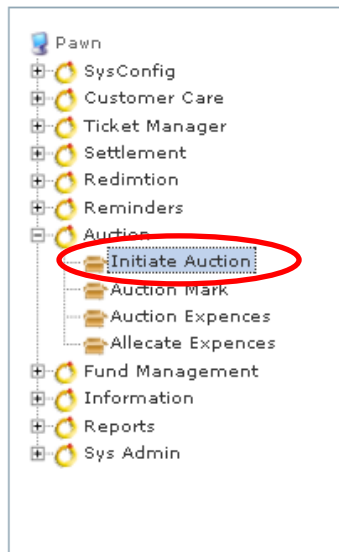 Pawn
SysConfig
Customer Care
Ticket Manager
Settlement
Redimtion
Reminders
Auction
Initiate Auction
Auction Mark
Auction Expences
Allecate Expences
Fund Management
Information
Reports
Sys Admin